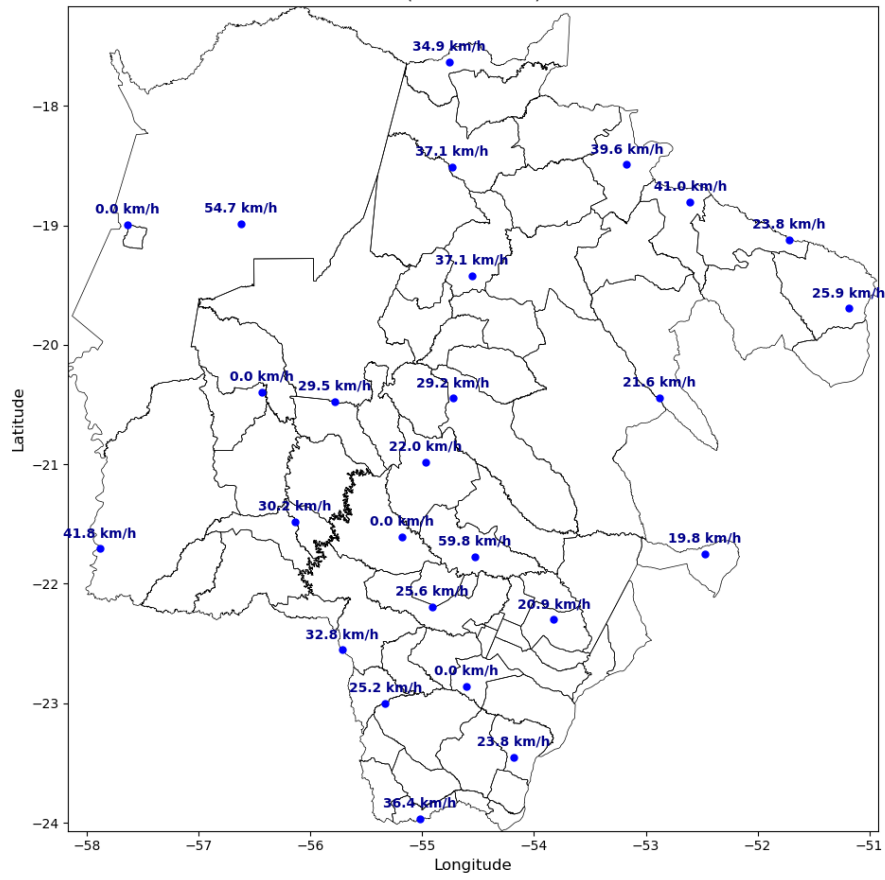 34.9 km/h
37.1 km/h
39.6 km/h
41.0 km/h
0.0 km/h
54.7 km/h
23.8 km/h
37.1 km/h
25.9 km/h
0.0 km/h
29.5 km/h
29.2 km/h
21.6 km/h
22.0 km/h
30.2 km/h
0.0 km/h
41.8 km/h
59.8 km/h
19.8 km/h
25.6 km/h
20.9 km/h
32.8 km/h
0.0 km/h
25.2 km/h
23.8 km/h
36.4 km/h
−18
−19
−20
−21
−22
−23
−24
Latitude
−58
−57
−56
−55
−54
−53
−52
−51
Longitude